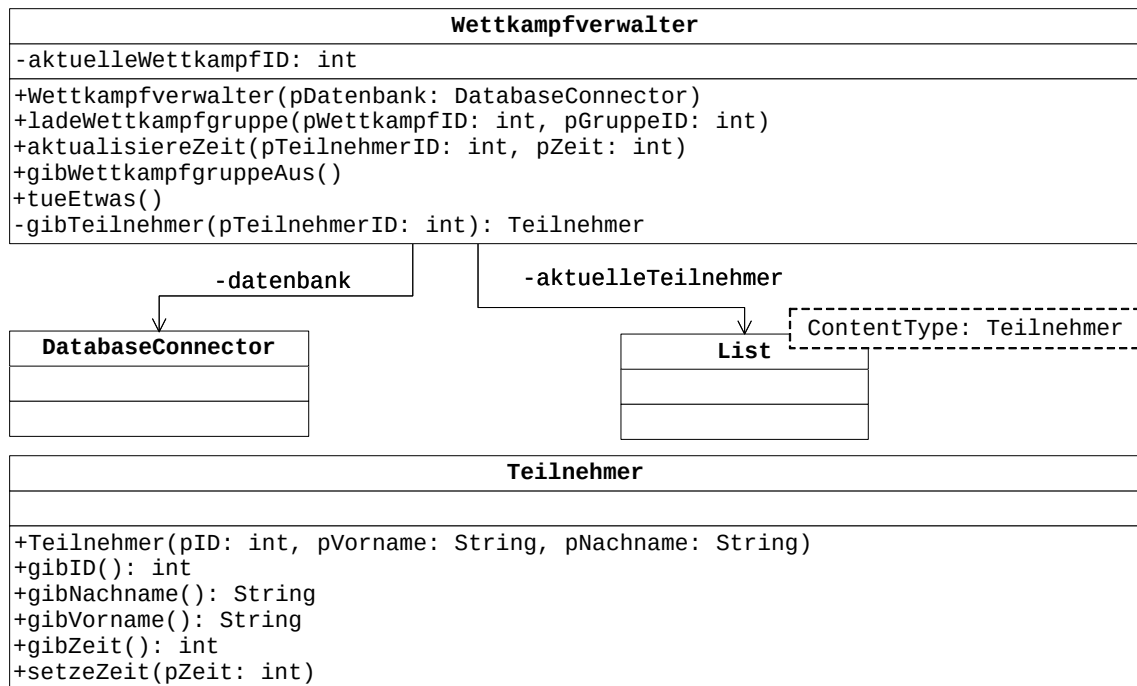 Wettkampfverwalter
-aktuelleWettkampfID: int
+Wettkampfverwalter(pDatenbank: DatabaseConnector)
+ladeWettkampfgruppe(pWettkampfID: int, pGruppeID: int)
+aktualisiereZeit(pTeilnehmerID: int, pZeit: int)
+gibWettkampfgruppeAus()
+tueEtwas()
-gibTeilnehmer(pTeilnehmerID: int): Teilnehmer
-datenbank
-aktuelleTeilnehmer
ContentType: Teilnehmer
DatabaseConnector
List
Teilnehmer
+Teilnehmer(pID: int, pVorname: String, pNachname: String)
+gibID(): int
+gibNachname(): String
+gibVorname(): String
+gibZeit(): int
+setzeZeit(pZeit: int)